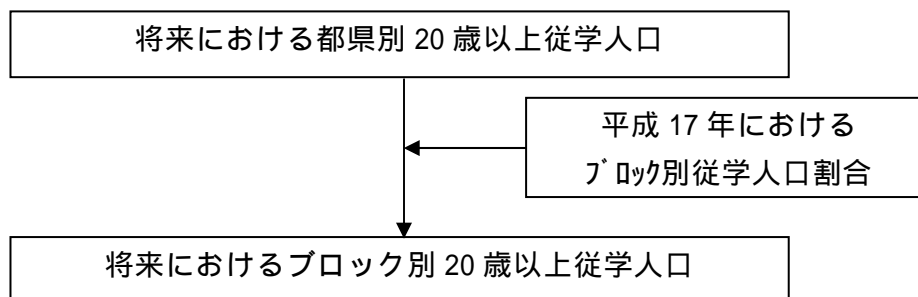 将来における都県別 20 歳以上従学人口
平成 17 年における
ﾌﾞﾛｯｸ別従学人口割合
将来におけるブロック別 20 歳以上従学人口